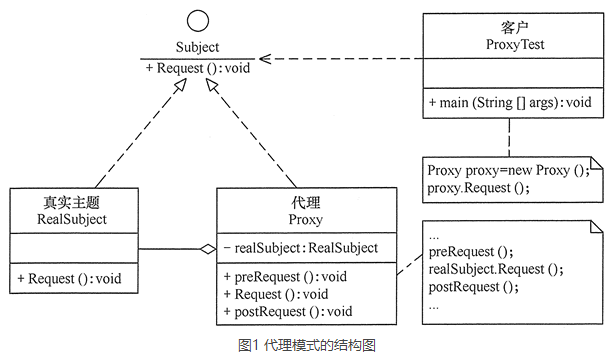 Subject
+ Request():void
客户
ProxyTest
+ main (String [] args):void
Proxy proxy=new Proxy();
proxy.Request();
真实主题
RealSubject
+ Request():void
代理
Proxy
− realSubject:RealSubject
+ preRequest():void
+ Request():void
+ postRequest():void
...
preRequest();
realSubject.Request();
postRequest();
...
图1 代理模式的结构图